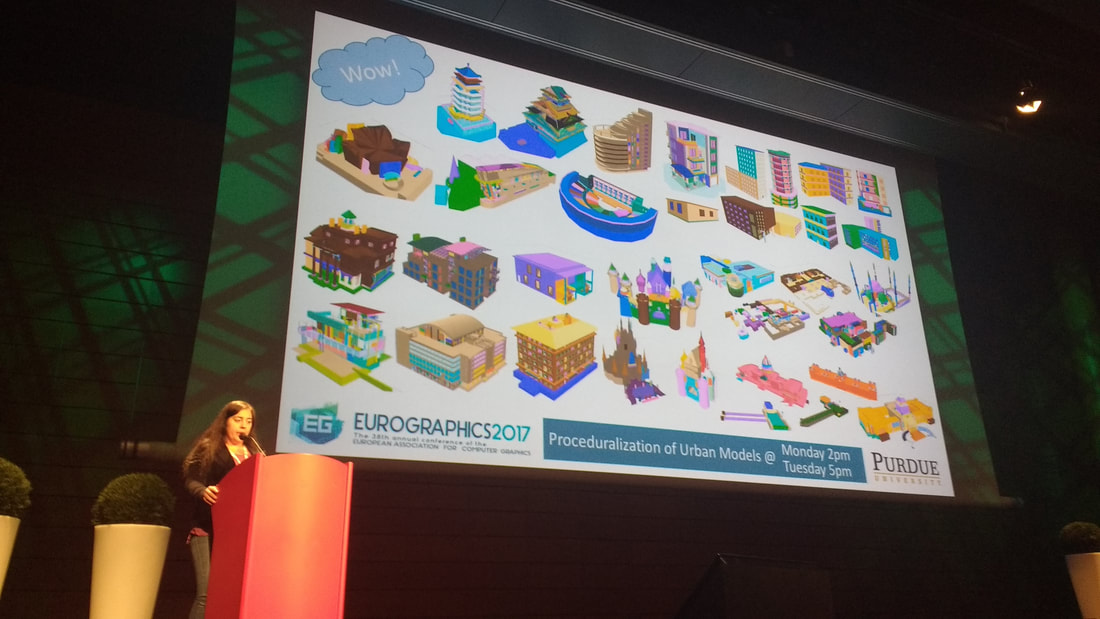 Wow!
EG
EUROGRAPHICS2017
The 38th annual conference of the
EUROPEAN ASSOCIATION FOR COMPUTER GRAPHICS
Proceduralization of Urban Models @ Monday 2pm
Tuesday 5pm
PURDUE
UNIVERSITY